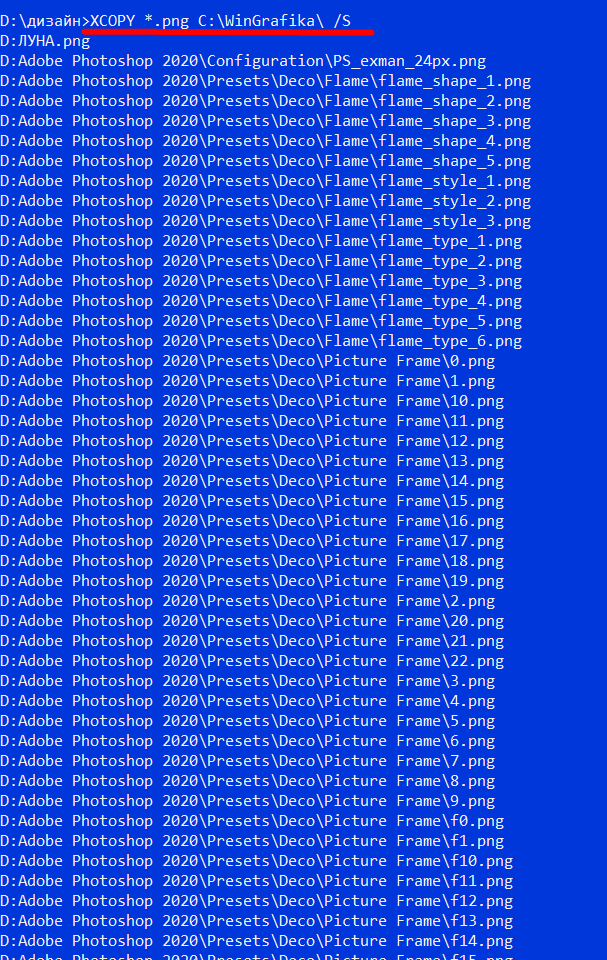 D:\дизайн>XCOPY *.png C:\WinGrafika\ /S
D:ЛУНА.png
D:Adobe Photoshop 2020\Configuration\PS_exman_24px.png
D:Adobe Photoshop 2020\Presets\Deco\Flame\flame_shape_1.png
D:Adobe Photoshop 2020\Presets\Deco\Flame\flame_shape_2.png
D:Adobe Photoshop 2020\Presets\Deco\Flame\flame_shape_3.png
D:Adobe Photoshop 2020\Presets\Deco\Flame\flame_shape_4.png
D:Adobe Photoshop 2020\Presets\Deco\Flame\flame_shape_5.png
D:Adobe Photoshop 2020\Presets\Deco\Flame\flame_style_1.png
D:Adobe Photoshop 2020\Presets\Deco\Flame\flame_style_2.png
D:Adobe Photoshop 2020\Presets\Deco\Flame\flame_style_3.png
D:Adobe Photoshop 2020\Presets\Deco\Flame\flame_type_1.png
D:Adobe Photoshop 2020\Presets\Deco\Flame\flame_type_2.png
D:Adobe Photoshop 2020\Presets\Deco\Flame\flame_type_3.png
D:Adobe Photoshop 2020\Presets\Deco\Flame\flame_type_4.png
D:Adobe Photoshop 2020\Presets\Deco\Flame\flame_type_5.png
D:Adobe Photoshop 2020\Presets\Deco\Flame\flame_type_6.png
D:Adobe Photoshop 2020\Presets\Deco\Picture Frame\0.png
D:Adobe Photoshop 2020\Presets\Deco\Picture Frame\1.png
D:Adobe Photoshop 2020\Presets\Deco\Picture Frame\10.png
D:Adobe Photoshop 2020\Presets\Deco\Picture Frame\11.png
D:Adobe Photoshop 2020\Presets\Deco\Picture Frame\12.png
D:Adobe Photoshop 2020\Presets\Deco\Picture Frame\13.png
D:Adobe Photoshop 2020\Presets\Deco\Picture Frame\14.png
D:Adobe Photoshop 2020\Presets\Deco\Picture Frame\15.png
D:Adobe Photoshop 2020\Presets\Deco\Picture Frame\16.png
D:Adobe Photoshop 2020\Presets\Deco\Picture Frame\17.png
D:Adobe Photoshop 2020\Presets\Deco\Picture Frame\18.png
D:Adobe Photoshop 2020\Presets\Deco\Picture Frame\19.png
D:Adobe Photoshop 2020\Presets\Deco\Picture Frame\2.png
D:Adobe Photoshop 2020\Presets\Deco\Picture Frame\20.png
D:Adobe Photoshop 2020\Presets\Deco\Picture Frame\21.png
D:Adobe Photoshop 2020\Presets\Deco\Picture Frame\22.png
D:Adobe Photoshop 2020\Presets\Deco\Picture Frame\3.png
D:Adobe Photoshop 2020\Presets\Deco\Picture Frame\4.png
D:Adobe Photoshop 2020\Presets\Deco\Picture Frame\5.png
D:Adobe Photoshop 2020\Presets\Deco\Picture Frame\6.png
D:Adobe Photoshop 2020\Presets\Deco\Picture Frame\7.png
D:Adobe Photoshop 2020\Presets\Deco\Picture Frame\8.png
D:Adobe Photoshop 2020\Presets\Deco\Picture Frame\9.png
D:Adobe Photoshop 2020\Presets\Deco\Picture Frame\f0.png
D:Adobe Photoshop 2020\Presets\Deco\Picture Frame\f1.png
D:Adobe Photoshop 2020\Presets\Deco\Picture Frame\f10.png
D:Adobe Photoshop 2020\Presets\Deco\Picture Frame\f11.png
D:Adobe Photoshop 2020\Presets\Deco\Picture Frame\f12.png
D:Adobe Photoshop 2020\Presets\Deco\Picture Frame\f13.png
D:Adobe Photoshop 2020\Presets\Deco\Picture Frame\f14.png
D:Adobe Photoshop 2020\Presets\Deco\Picture Frame\f15.png